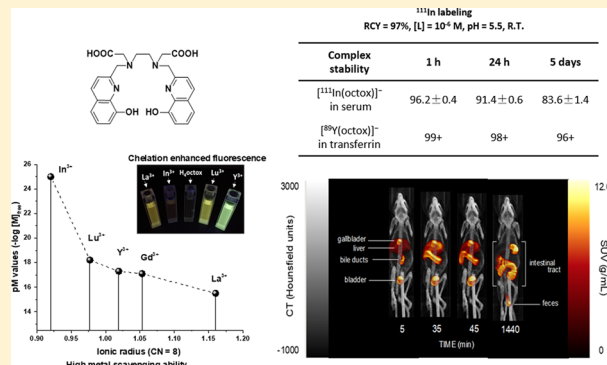 ¹¹¹In labeling
RCY = 97%, [L] = 10⁻⁶ M, pH = 5.5, R.T.
Complex stability 1 h 24 h 5 days
[¹¹¹In(octox)]⁻ in serum 96.2±0.4 91.4±0.6 83.6±1.4
[⁸⁹Y(octox)]⁻ in transferrin 99+ 98+ 96+
HOOC COOH
N N
N N
OH HO
Chelation enhanced fluorescence
La³⁺ In³⁺ H₄octox Lu³⁺ Y³⁺
pM values (-log [M]free)
26
24
22
20
18
16
14
In³⁺
Lu³⁺
Y³⁺
Gd³⁺
La³⁺
0.90 0.95 1.00 1.05 1.10 1.15 1.20
Ionic radius (CN = 8)
High metal scavenging ability
3000
CT (Hounsfield units)
-1000
gallbladder
liver
bile ducts
bladder
intestinal tract
feces
5 35 45 1440
TIME (min)
12.0
SUV (g/mL)
0